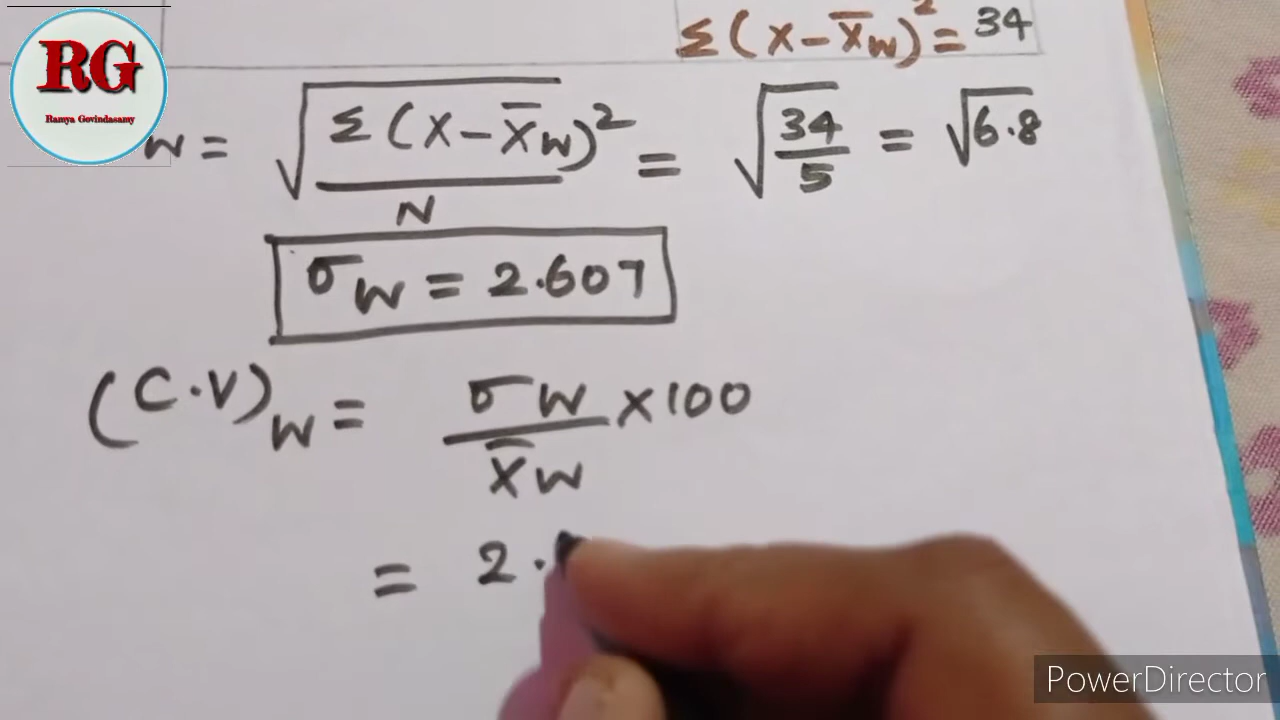 RG
Ramya Govindasamy
Σ(X-X̄w)²=34
w = √(Σ(X-X̄w)²/N) = √(34/5) = √6.8
σw = 2.607
(C.V)w = σw/X̄w ×100
= 2.
PowerDirector